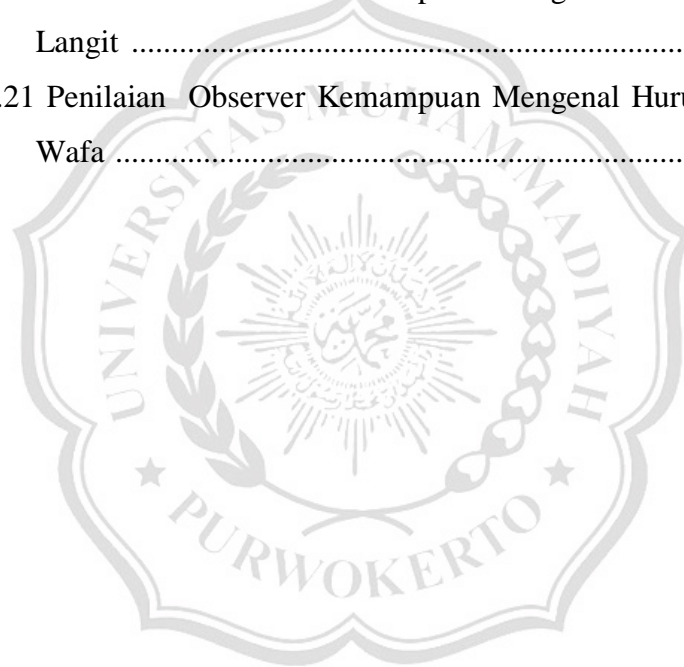 Langit ......................................................................
.21 Penilaian Observer Kemampuan Mengenal Huru
Wafa ........................................................................
UNIVERSITAS MUHAMMADIYAH
PURWOKERTO